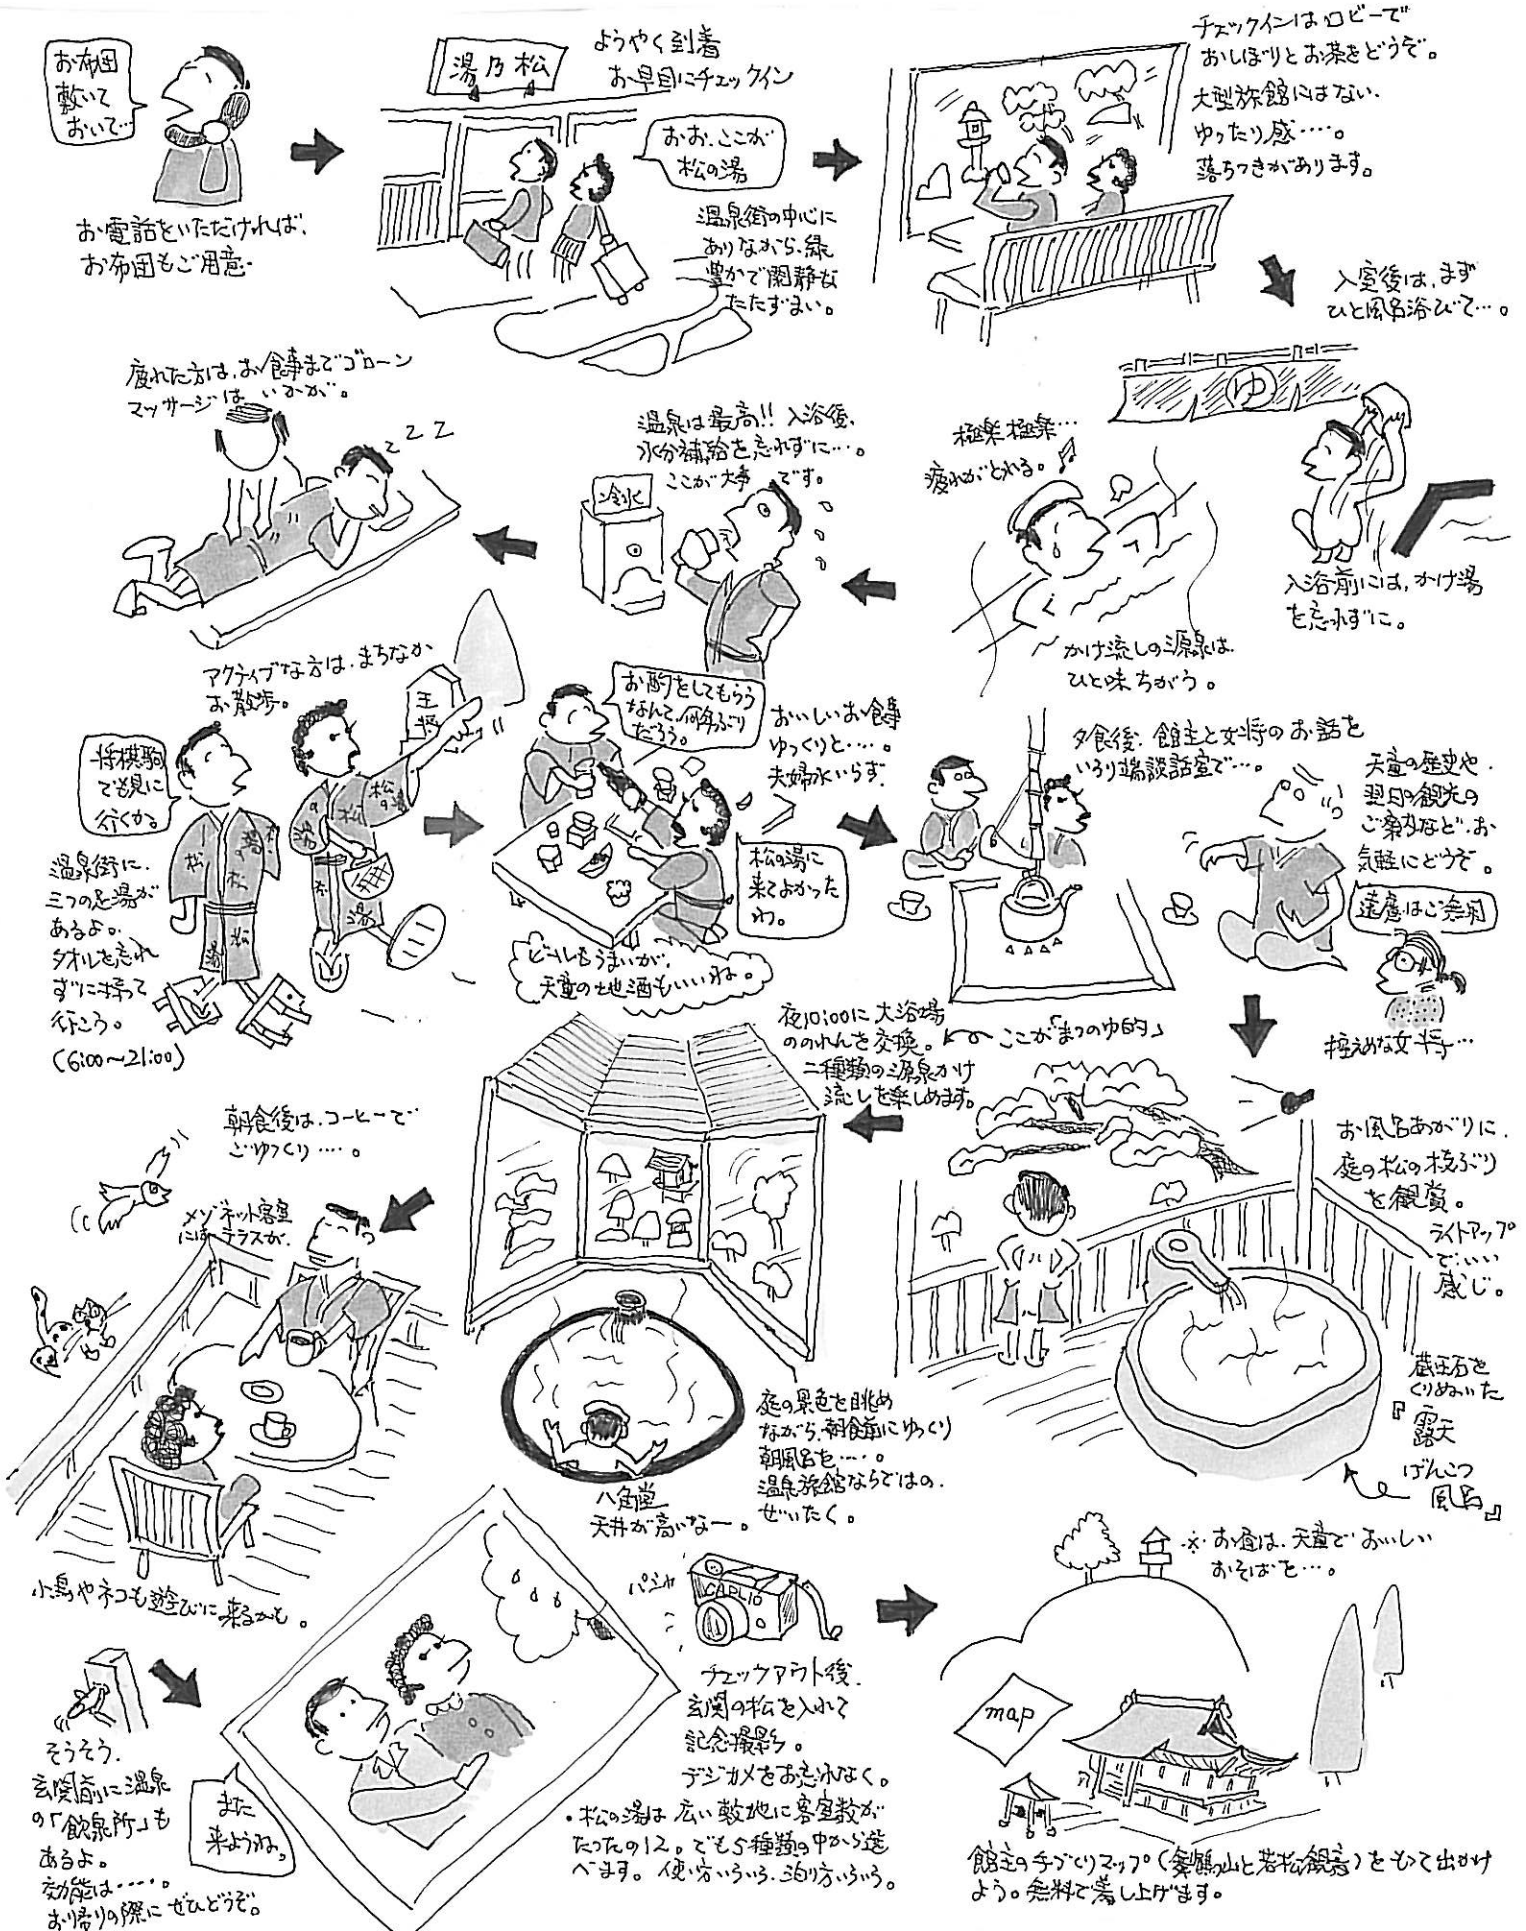 お布団
敷いて
おいて…
お電話をいただければ、
お布団もご用意。
湯乃松
ようやく到着
お早目にチェックイン
おお、ここが
松の湯
温泉街の中心に
ありながら、緑
豊かで閑静な
たたずまい。
チェックインはロビーで
おしぼりとお茶をどうぞ。
大型旅館にはない、
ゆったり感‥‥。
落ちつきがあります。
入室後は、まず
ひと風呂浴びて…。
ゆ
入浴前には、かけ湯
を忘れずに。
極楽極楽…
疲れがとれる。♪
かけ流しの源泉は、
ひと味ちがう。
温泉は最高!! 入浴後、
水分補給を忘れずに…。
ここが大事です。
冷水
疲れた方は、お食事までゴローン
マッサージはいかが。
zzz
アクティブな方は、まちなか
お散歩。
王将
将棋駒
でも見に
行くか。
温泉街に、
三つの足湯が
あるよ。
タオルを忘れ
ずに持って
行こう。
(6:00〜21:00)
お酌をしてもらう
なんて、何年ぶり
だろう。
おいしいお食事
ゆっくりと‥‥。
夫婦水いらず。
松の湯に
来てよかった
わ。
ビールもうまいが、
天童の地酒もいいね。
夕食後、館主と女将のお話を
いろり端談話室で…。
天童の歴史や、
翌日の観光の
ご案内など、お
気軽にどうぞ。
遠慮はご無用
控えめな女将…
お風呂あがりに、
庭の松の枝ぶり
を観賞。
ライトアップ
で、いい
感じ。
蔵王石を
くりぬいた
『露天
げんこつ
風呂』
夜10:00に大浴場
ののれんを交換。
ここが「まつのゆ的」
二種類の源泉かけ
流しを楽しめます。
庭の景色を眺め
ながら、朝食前にゆっくり
朝風呂を‥‥。
温泉旅館ならではの、
ぜいたく。
八角堂
天井が高いな〜。
朝食後は、コーヒーで
ごゆっくり‥‥。
メゾネット客室
には、テラスが、
小鳥やネコも遊びに来るかも。
そうそう、
玄関前に温泉
の「飲泉所」も
あるよ。
効能は‥‥。
お帰りの際にぜひどうぞ。
また
来ようね。
パシャ
CAPLIO
チェックアウト後、
玄関の松を入れて
記念撮影。
デジカメをお忘れなく。
・松の湯は広い敷地に客室数が
たったの12。でも5種類の中から選
べます。使い方いろいろ、泊り方いろいろ。
※お昼は、天童でおいしい
おそばを…。
map
館主の手づくりマップ(舞鶴山と若松観音)をもって出かけ
よう。無料で差し上げます。